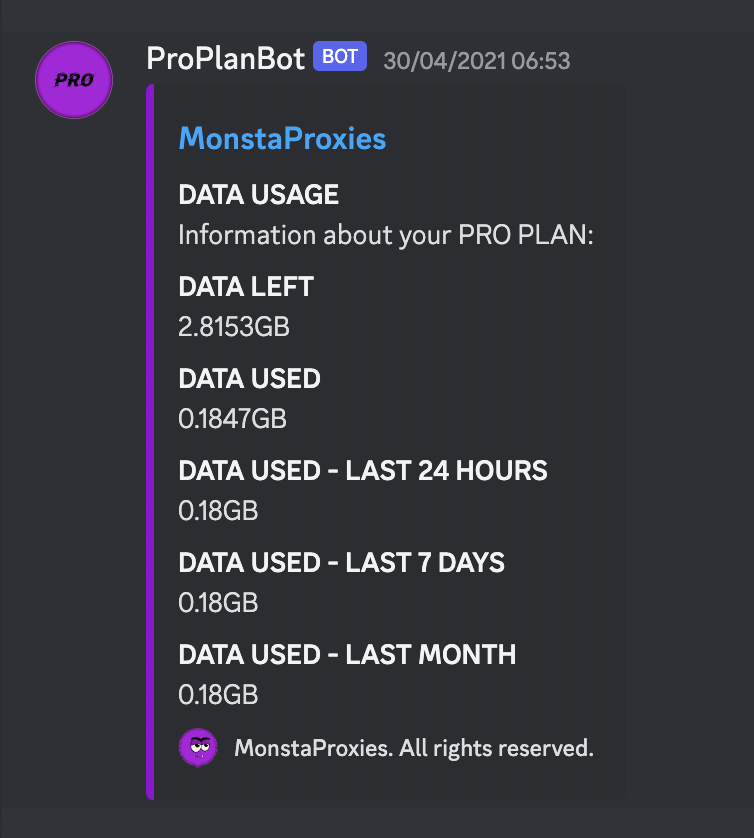 PRO
ProPlanBot BOT 30/04/2021 06:53
MonstaProxies
DATA USAGE
Information about your PRO PLAN:
DATA LEFT
2.8153GB
DATA USED
0.1847GB
DATA USED - LAST 24 HOURS
0.18GB
DATA USED - LAST 7 DAYS
0.18GB
DATA USED - LAST MONTH
0.18GB
MonstaProxies. All rights reserved.